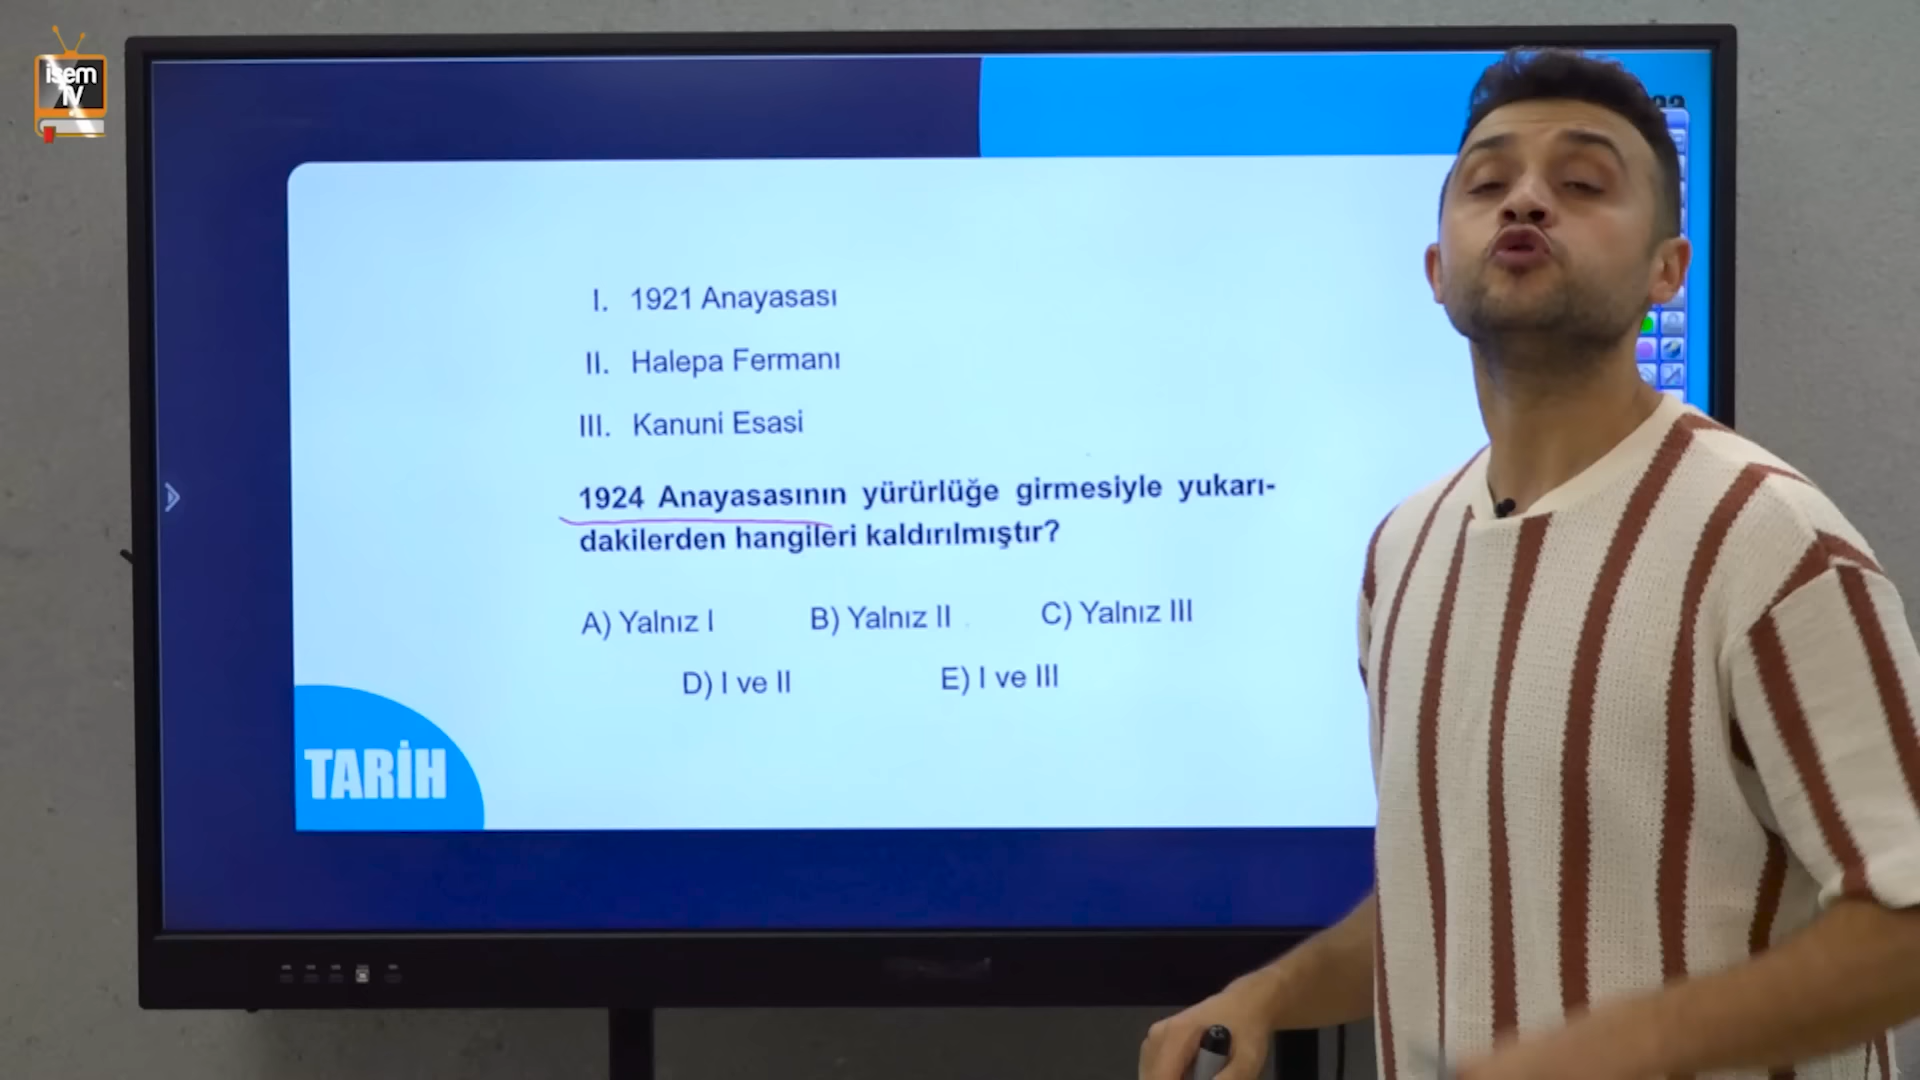 isem
TV
I. 1921 Anayasası
II. Halepa Fermanı
III. Kanuni Esasi
1924 Anayasasının yürürlüğe girmesiyle yukarı-
dakilerden hangileri kaldırılmıştır?
A) Yalnız I B) Yalnız II C) Yalnız III
D) I ve II E) I ve III
TARİH